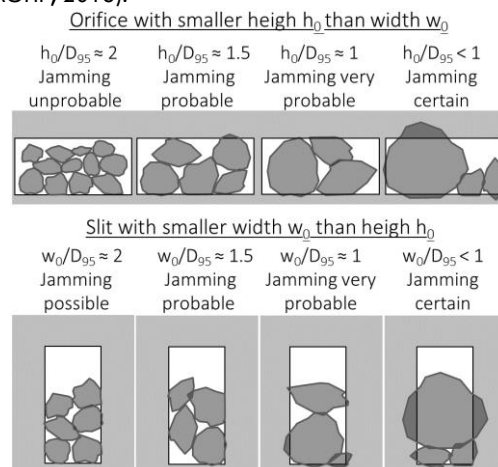 Orifice with smaller heigh h0 than width w0
h0/D95 ≈ 2 h0/D95 ≈ 1.5 h0/D95 ≈ 1 h0/D95 < 1
Jamming Jamming Jamming very Jamming
unprobable probable probable certain
Slit with smaller width w0 than heigh h0
w0/D95 ≈ 2 w0/D95 ≈ 1.5 w0/D95 ≈ 1 w0/D95 < 1
Jamming Jamming Jamming very Jamming
possible probable probable certain